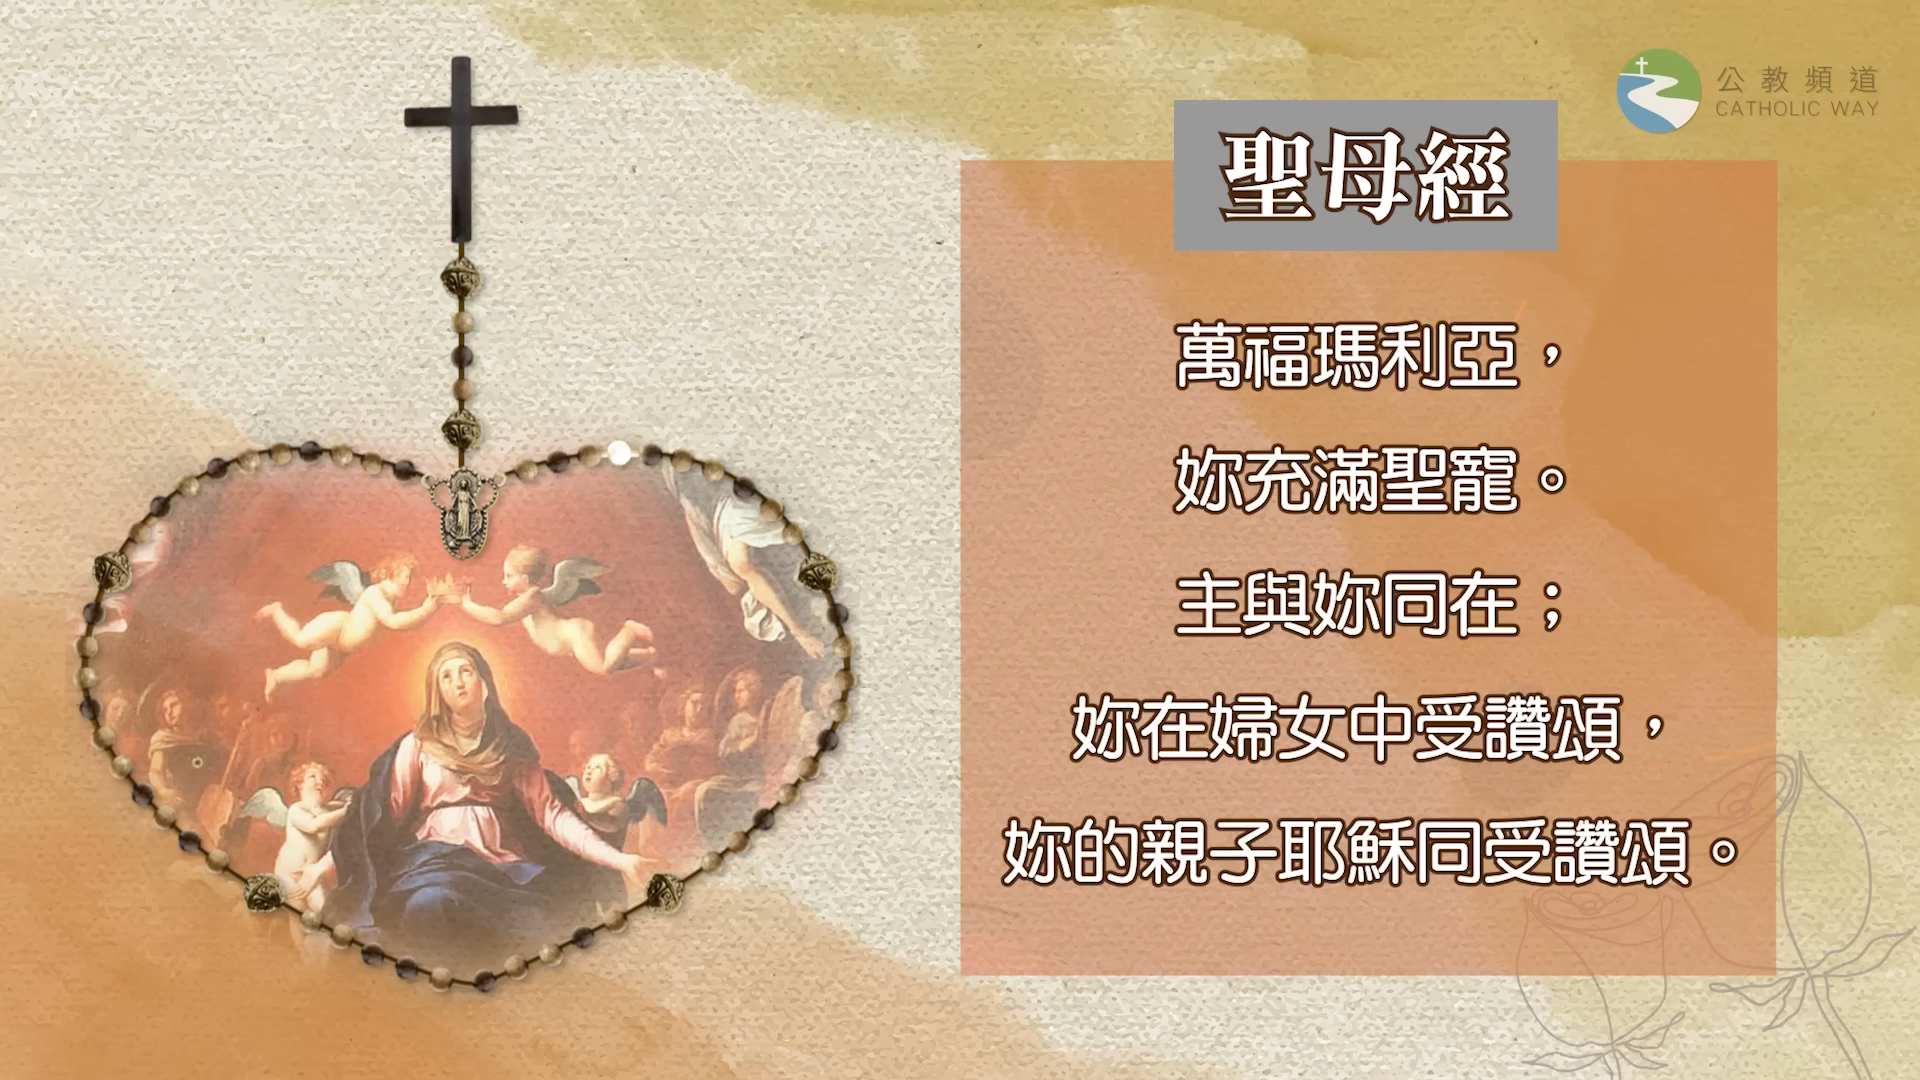 公教頻道
CATHOLIC WAY
聖母經
萬福瑪利亞，
妳充滿聖寵。
主與妳同在；
妳在婦女中受讚頌，
妳的親子耶穌同受讚頌。